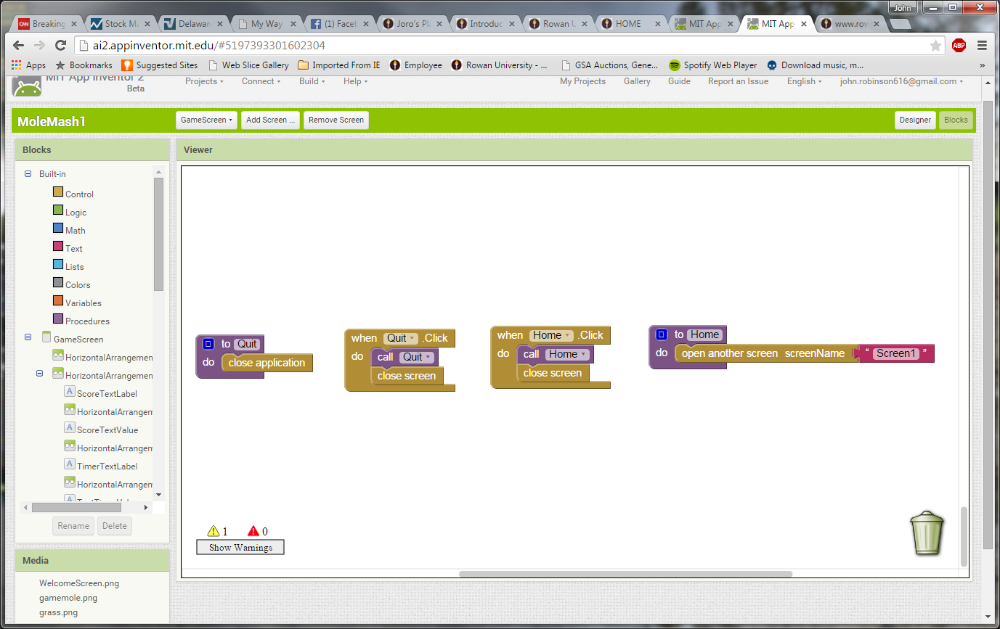 John
Breaking
Stock Ma
Delaware
My Way
(1) Faceb
Joro's Pl
Introduc
Rowan U
HOME
MIT App
MIT App
www.row
ai2.appinventor.mit.edu/#5197393301602304
ABP
Apps Bookmarks Suggested Sites Web Slice Gallery Imported From IE Employee Rowan University - ... GSA Auctions, Gene... Spotify Web Player Download music, m... »
MIT App Inventor 2
Beta
Projects Connect Build Help My Projects Gallery Guide Report an Issue English john.robinson616@gmail.com
MoleMash1 GameScreen Add Screen ... Remove Screen Designer Blocks
Blocks
Built-in
Control
Logic
Math
Text
Lists
Colors
Variables
Procedures
GameScreen
HorizontalArrangemen
HorizontalArrangemen
ScoreTextLabel
HorizontalArrangem
ScoreTextValue
HorizontalArrangem
TimerTextLabel
HorizontalArrangem
Rename Delete
Media
WelcomeScreen.png
gamemole.png
grass.png
Viewer
to Quit
do close application
when Quit .Click
do call Quit
close screen
when Home .Click
do call Home
close screen
to Home
do open another screen screenName " Screen1 "
1 0
Show Warnings